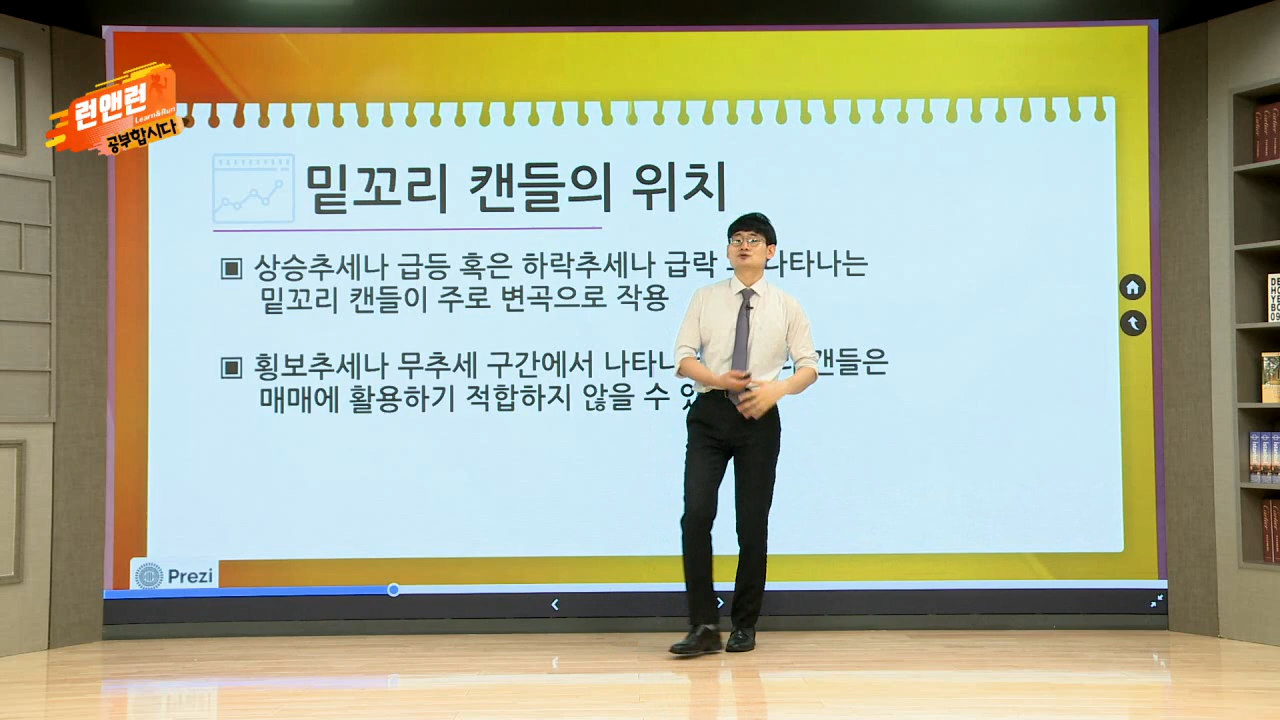 런앤런
Learn&Run
공부합시다
밑꼬리 캔들의 위치
▣ 상승추세나 급등 혹은 하락추세나 급락 나타나는
밑꼬리 캔들이 주로 변곡으로 작용
▣ 횡보추세나 무추세 구간에서 나타나 캔들은
매매에 활용하기 적합하지 않을 수
Prezi